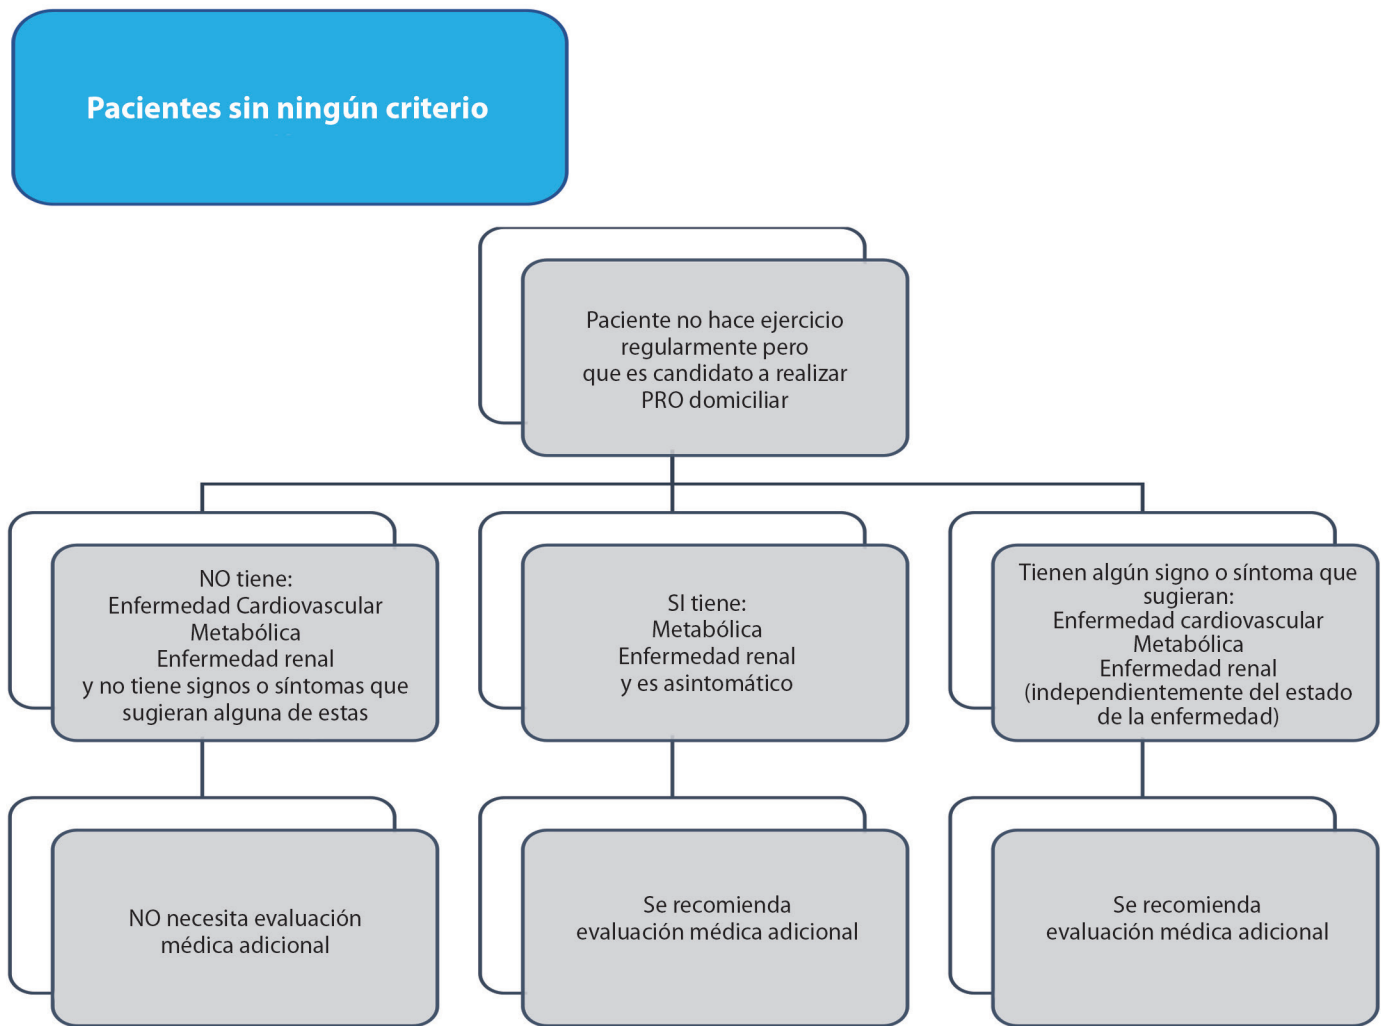 Pacientes sin ningún criterio
Paciente no hace ejercicio
regularmente pero
que es candidato a realizar
PRO domiciliar
NO tiene:
Enfermedad Cardiovascular
Metabólica
Enfermedad renal
y no tiene signos o síntomas que
sugieran alguna de estas
SI tiene:
Metabólica
Enfermedad renal
y es asintomático
Tienen algún signo o síntoma que
sugieran:
Enfermedad cardiovascular
Metabólica
Enfermedad renal
(independientemente del estado
de la enfermedad)
NO necesita evaluación
médica adicional
Se recomienda
evaluación médica adicional
Se recomienda
evaluación médica adicional